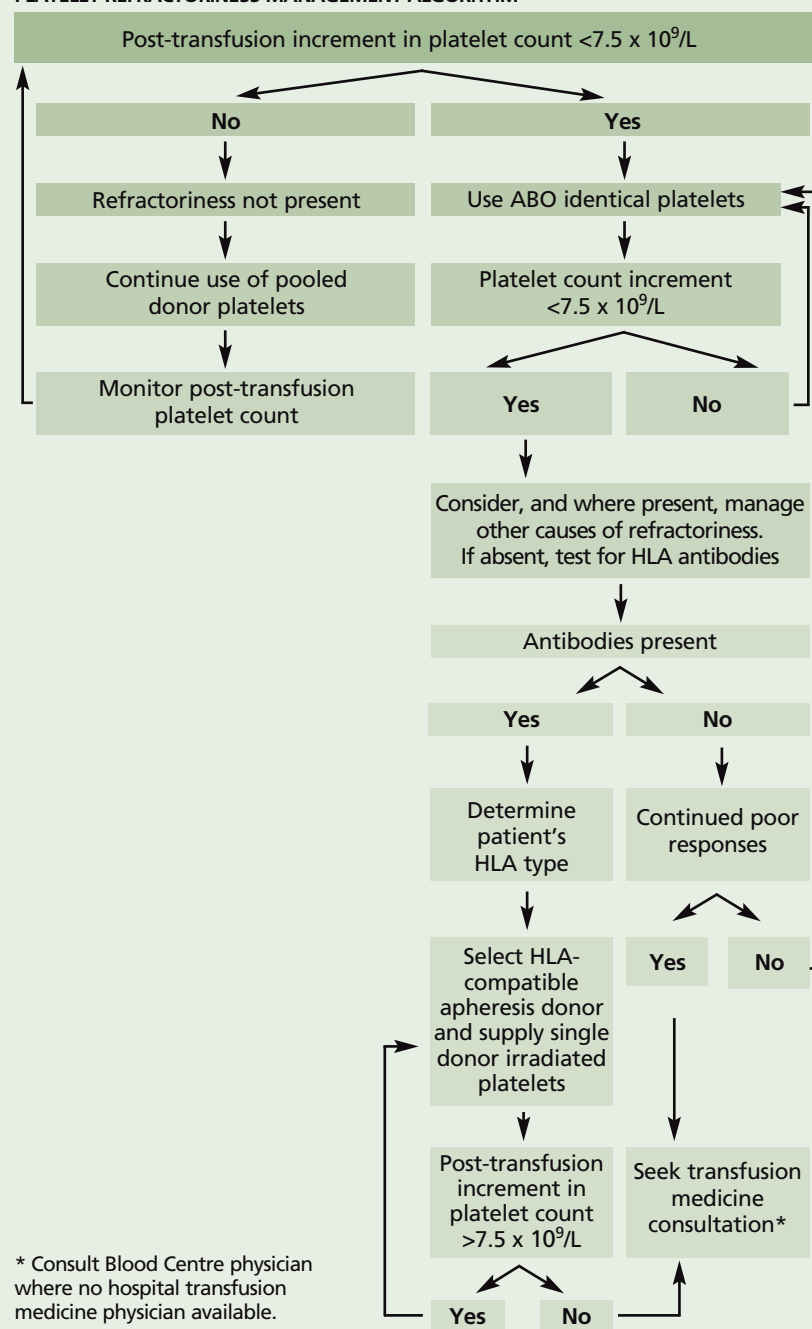 PLATELET REFRACTORINESS MANAGEMENT ALGORITHM
Post-transfusion increment in platelet count <7.5 x 10⁹/L
No
Yes
Refractoriness not present
Use ABO identical platelets
Continue use of pooled
donor platelets
Platelet count increment
<7.5 x 10⁹/L
Monitor post-transfusion
platelet count
Yes
No
Consider, and where present, manage
other causes of refractoriness.
If absent, test for HLA antibodies
Antibodies present
Yes
No
Determine
patient's
HLA type
Continued poor
responses
Select HLA-
compatible
apheresis donor
and supply single
donor irradiated
platelets
Yes
No
Post-transfusion
increment in
platelet count
>7.5 x 10⁹/L
Seek transfusion
medicine
consultation*
Yes
No
* Consult Blood Centre physician
where no hospital transfusion
medicine physician available.